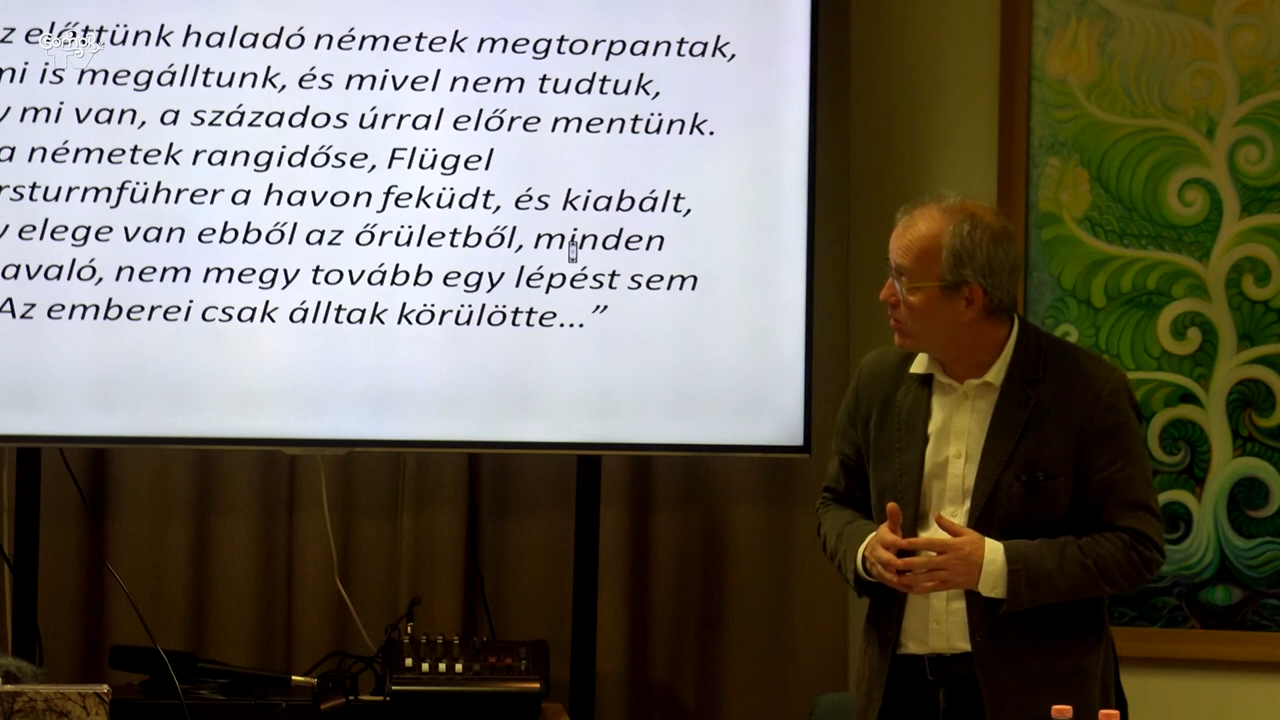 z előttünk haladó németek megtorpantak,
mi is megálltunk, és mivel nem tudtuk,
y mi van, a százados úrral előre mentünk.
a németek rangidőse, Flügel
rsturmführer a havon feküdt, és kiabált,
y elege van ebből az őrületből, minden
avaló, nem megy tovább egy lépést sem
Az emberei csak álltak körülötte...”
TV